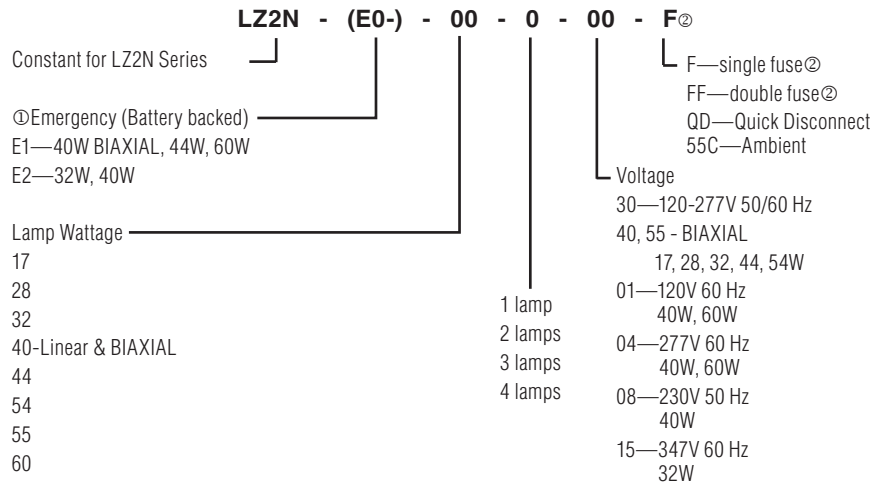 LZ2N - (E0-) - 00 - 0 - 00 - F②
Constant for LZ2N Series
①Emergency (Battery backed)
E1—40W BIAXIAL, 44W, 60W
E2—32W, 40W
Lamp Wattage
17
28
32
40-Linear & BIAXIAL
44
54
55
60
1 lamp
2 lamps
3 lamps
4 lamps
F—single fuse②
FF—double fuse②
QD—Quick Disconnect
55C—Ambient
Voltage
30—120-277V 50/60 Hz
40, 55 - BIAXIAL
17, 28, 32, 44, 54W
01—120V 60 Hz
40W, 60W
04—277V 60 Hz
40W, 60W
08—230V 50 Hz
40W
15—347V 60 Hz
32W